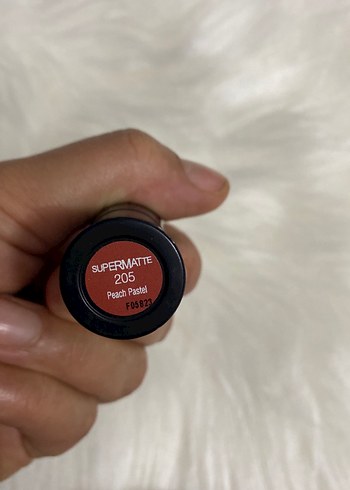 SUPERMATTE
205
Peach Pastel
F05B23